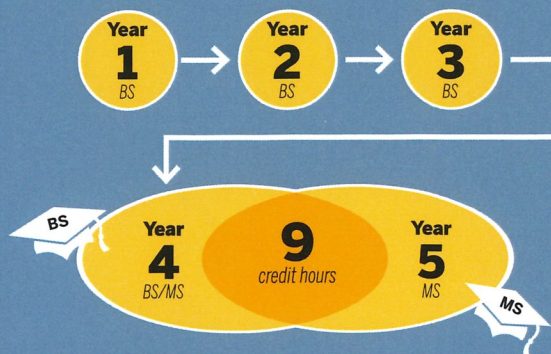 Year
1
BS
Year
2
BS
Year
3
BS
BS
Year
4
BS/MS
9
credit hours
Year
5
MS
MS